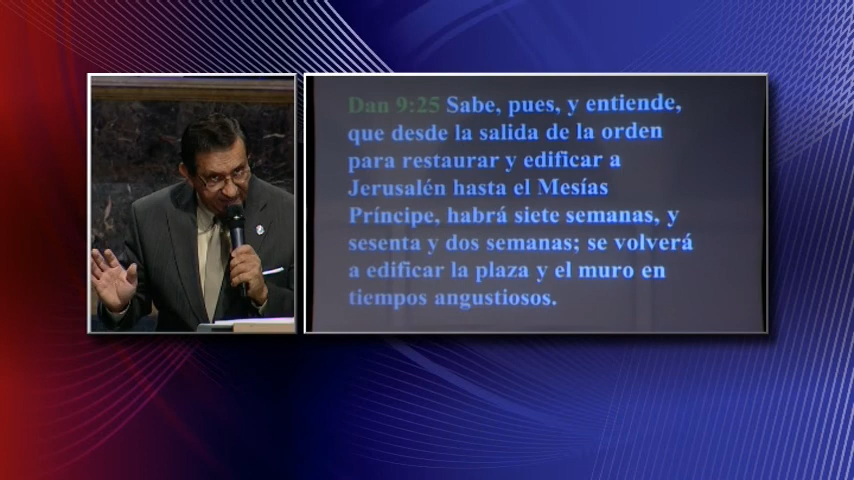 Dan 9:25 Sabe, pues, y entiende,
que desde la salida de la orden
para restaurar y edificar a
Jerusalén hasta el Mesías
Príncipe, habrá siete semanas, y
sesenta y dos semanas; se volverá
a edificar la plaza y el muro en
tiempos angustiosos.